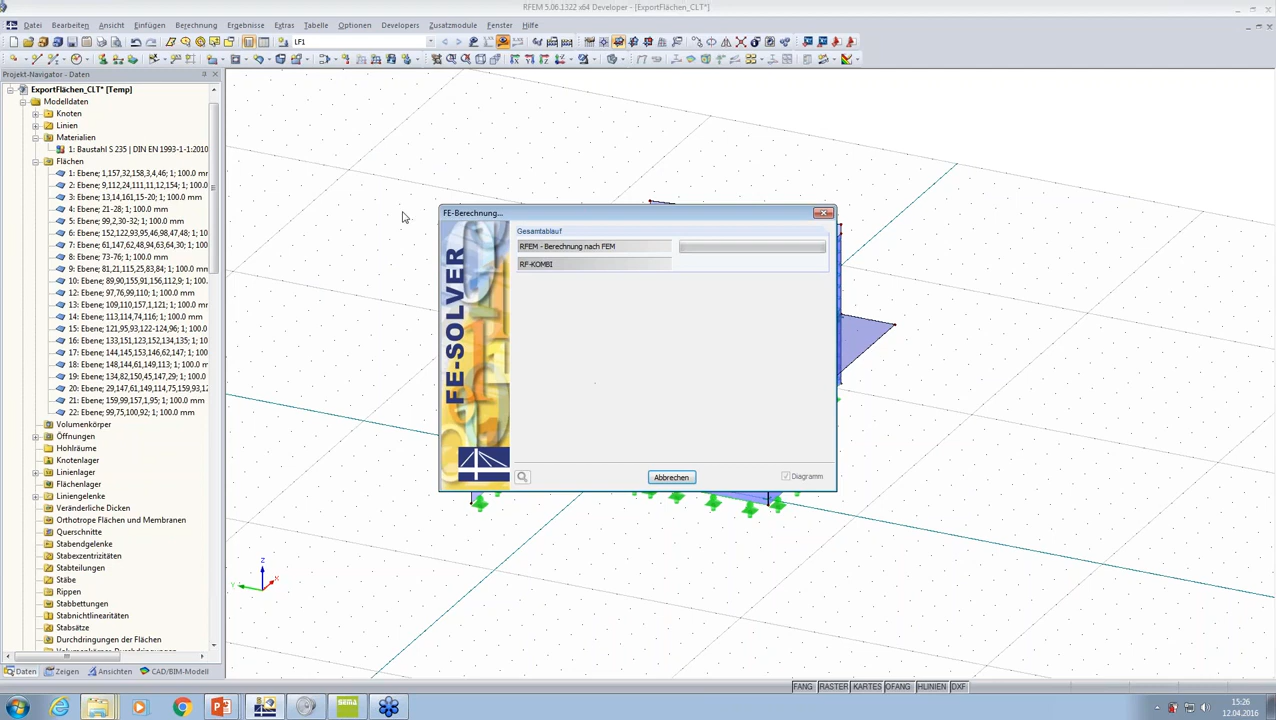 RFEM 5.06.1322 x64 Developer - [ExportFlächen_CLT*]
Datei Bearbeiten Ansicht Einfügen Berechnung Ergebnisse Extras Tabelle Optionen Developers Zusatzmodule Fenster Hilfe
LF1
Projekt-Navigator - Daten
ExportFlächen_CLT* [Temp]
Modelldaten
Knoten
Linien
Materialien
1: Baustahl S 235 | DIN EN 1993-1-1:2010
Flächen
1: Ebene; 1,157,32,158,3,4,46; 1; 100.0 m
2: Ebene; 9,112,24,111,11,12,154; 1; 100.0
3: Ebene; 13,14,161,15-20; 1; 100.0 mm
4: Ebene; 21-28; 1; 100.0 mm
5: Ebene; 99,2,30-32; 1; 100.0 mm
6: Ebene; 152,122,98,95,93,147,48,49,
7: Ebene; 61,147,62,48,94,63,64,30; 1; 1
8: Ebene; 73-76; 1; 100.0 mm
9: Ebene; 81,21,115,25,83,84; 1; 100.0 m
10: Ebene; 89,90,155,91,156,112,9; 1; 10
12: Ebene; 97,76,99,110; 1; 100.0 mm
13: Ebene; 109,110,157,1,121; 1; 100.0 m
14: Ebene; 113,114,74,116; 1; 100.0 mm
15: Ebene; 121,95,93,122-124,96; 1; 100
16: Ebene; 133,151,123,152,134,135; 1; 10
17: Ebene; 144,145,153,146,62,147; 1; 10
18: Ebene; 148,144,61,149,113; 1; 100.0 m
19: Ebene; 134,82,150,145,147,29; 1; 100
20: Ebene; 29,147,61,149,114,75,159,93,12
21: Ebene; 159,99,157,1,95; 1; 100.0 mm
22: Ebene; 99,75,100,92; 1; 100.0 mm
Volumenkörper
Öffnungen
Hohlräume
Knotenlager
Linienlager
Flächenlager
Liniengelenke
Veränderliche Dicken
Orthotrope Flächen und Membranen
Querschnitte
Stabendgelenke
Stabexzentrizitäten
Stabteilungen
Stäbe
Rippen
Stabbettungen
Stabnichtlinearitäten
Stabsätze
Durchdringungen der Flächen
Daten Zeigen Ansichten CAD/BIM-Modell
FE-Berechnung...
FE-SOLVER
Gesamtablauf
RFEM - Berechnung nach FEM
RF-KOMBI
Abbrechen
Diagramm
Z
Y
X
FANG RASTER KARTES OFANG HLINIEN DXF
SEMA
15:26
12.04.2016